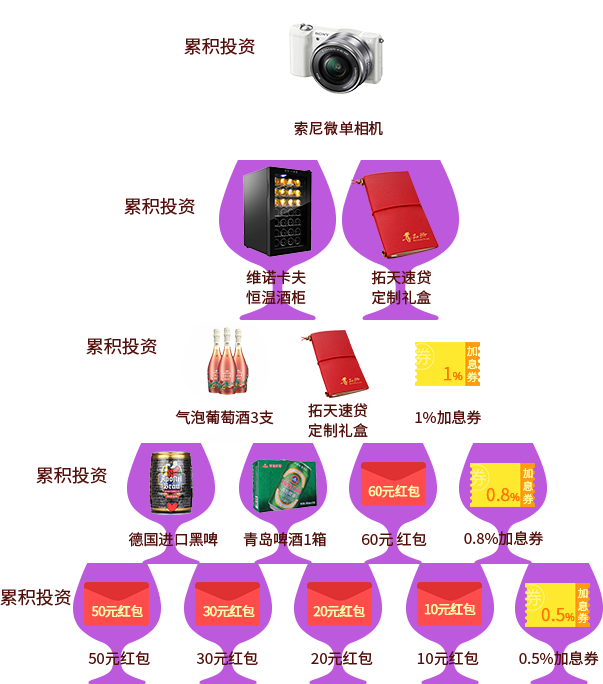 累积投资
SONY
索尼微单相机
累积投资
维诺卡夫
恒温酒柜
拓天速贷
定制礼盒
累积投资
券
1%
加息券
气泡葡萄酒3支
拓天速贷
定制礼盒
1%加息券
累积投资
60元红包
券
0.8%
加息券
德国进口黑啤
青岛啤酒1箱
60元 红包
0.8%加息券
累积投资
50元红包
30元红包
20元红包
10元红包
券
0.5%
加息券
50元红包
30元红包
20元红包
10元红包
0.5%加息券